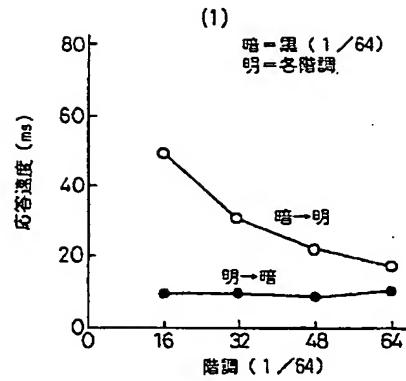 (1)
暗=黒 (1/64)
明=各階調
80
60
40
20
0
応答速度 (ms)
暗→明
明→暗
0
16
32
48
64
階調 (1/64)